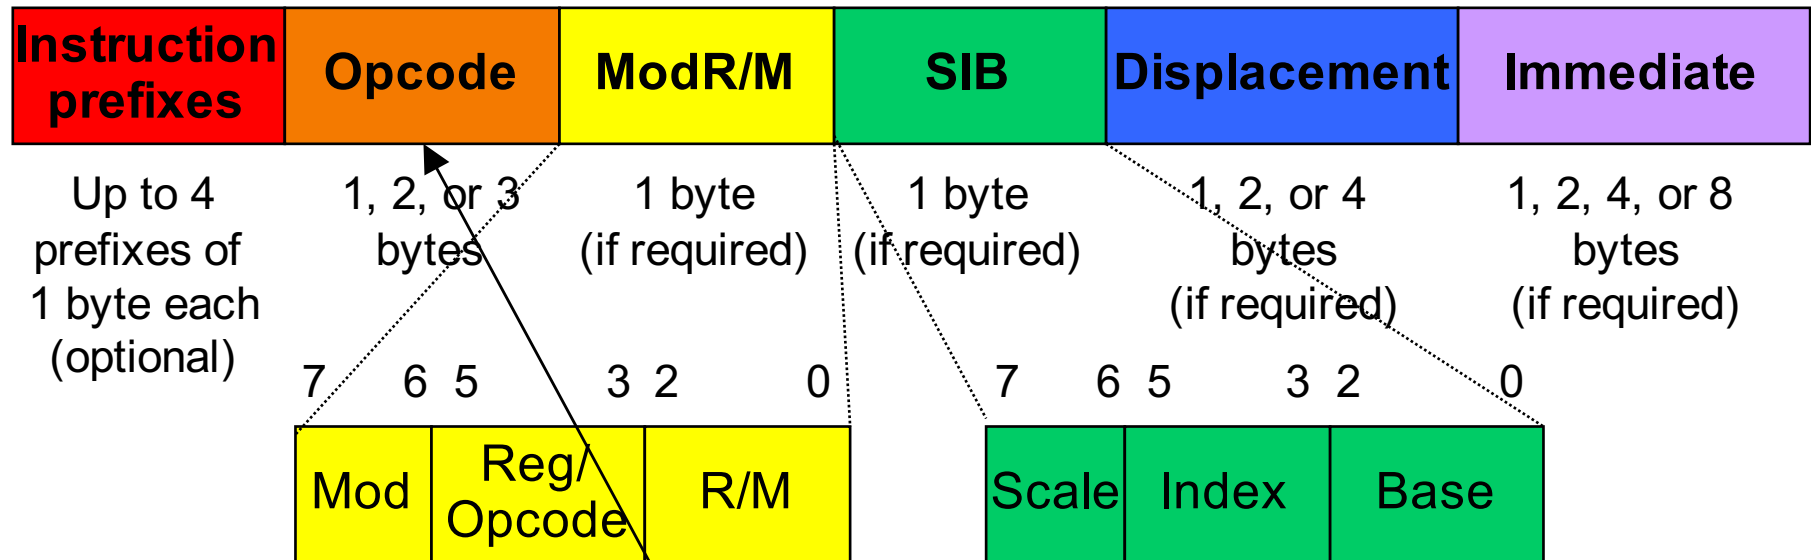 Instruction prefixes
Opcode
ModR/M
SIB
Displacement
Immediate
Up to 4
prefixes of
1 byte each
(optional)
1, 2, or 3
bytes
1 byte
(if required)
1 byte
(if required)
1, 2, or 4
bytes
(if required)
1, 2, 4, or 8
bytes
(if required)
7 6 5 3 2 0
Mod
Reg/
Opcode
R/M
7 6 5 3 2 0
Scale
Index
Base